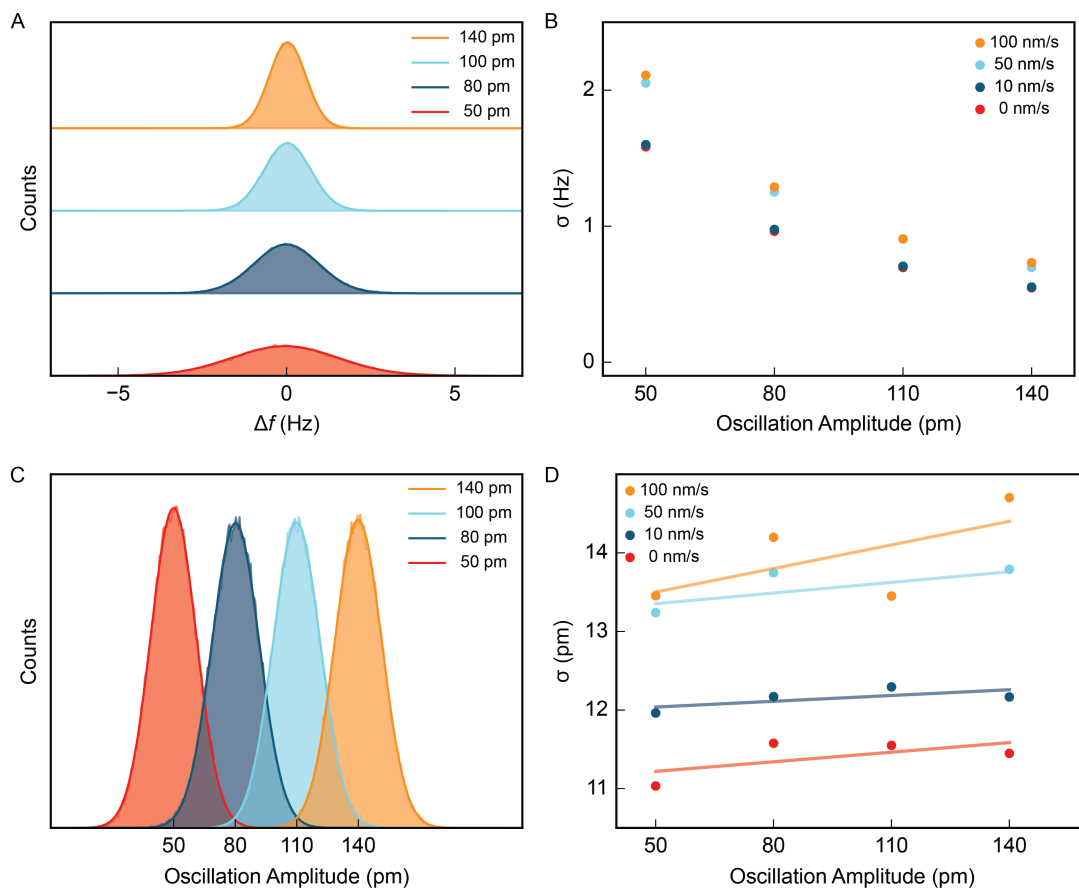 A
140 pm
100 pm
80 pm
50 pm
Counts
−5
0
5
Δf (Hz)
B
100 nm/s
50 nm/s
10 nm/s
0 nm/s
σ (Hz)
2
1
0
50
80
110
140
Oscillation Amplitude (pm)
C
140 pm
100 pm
80 pm
50 pm
Counts
50
80
110
140
Oscillation Amplitude (pm)
D
100 nm/s
50 nm/s
10 nm/s
0 nm/s
σ (pm)
14
13
12
11
50
80
110
140
Oscillation Amplitude (pm)